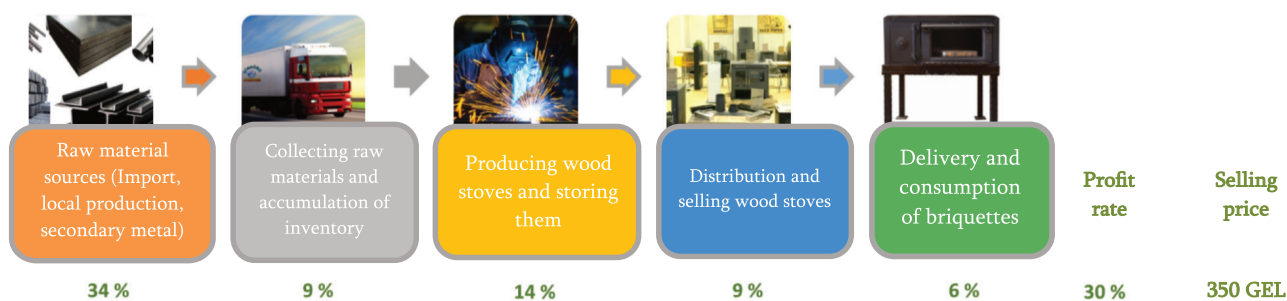 Raw material
sources (Import,
local production,
secondary metal)
Collecting raw
materials and
accumulation of
inventory
Producing wood
stoves and storing
them
Distribution and
selling wood stoves
Delivery and
consumption
of briquettes
Profit
rate
Selling
price
34 %
9 %
14 %
9 %
6 %
30 %
350 GEL